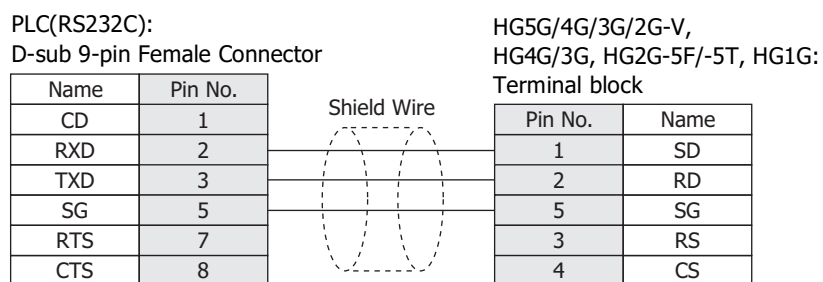 PLC(RS232C):
D-sub 9-pin Female Connector
HG5G/4G/3G/2G-V,
HG4G/3G, HG2G-5F/-5T, HG1G:
Terminal block
Name Pin No.
CD 1
RXD 2
TXD 3
SG 5
RTS 7
CTS 8
Shield Wire
Pin No. Name
1 SD
2 RD
5 SG
3 RS
4 CS